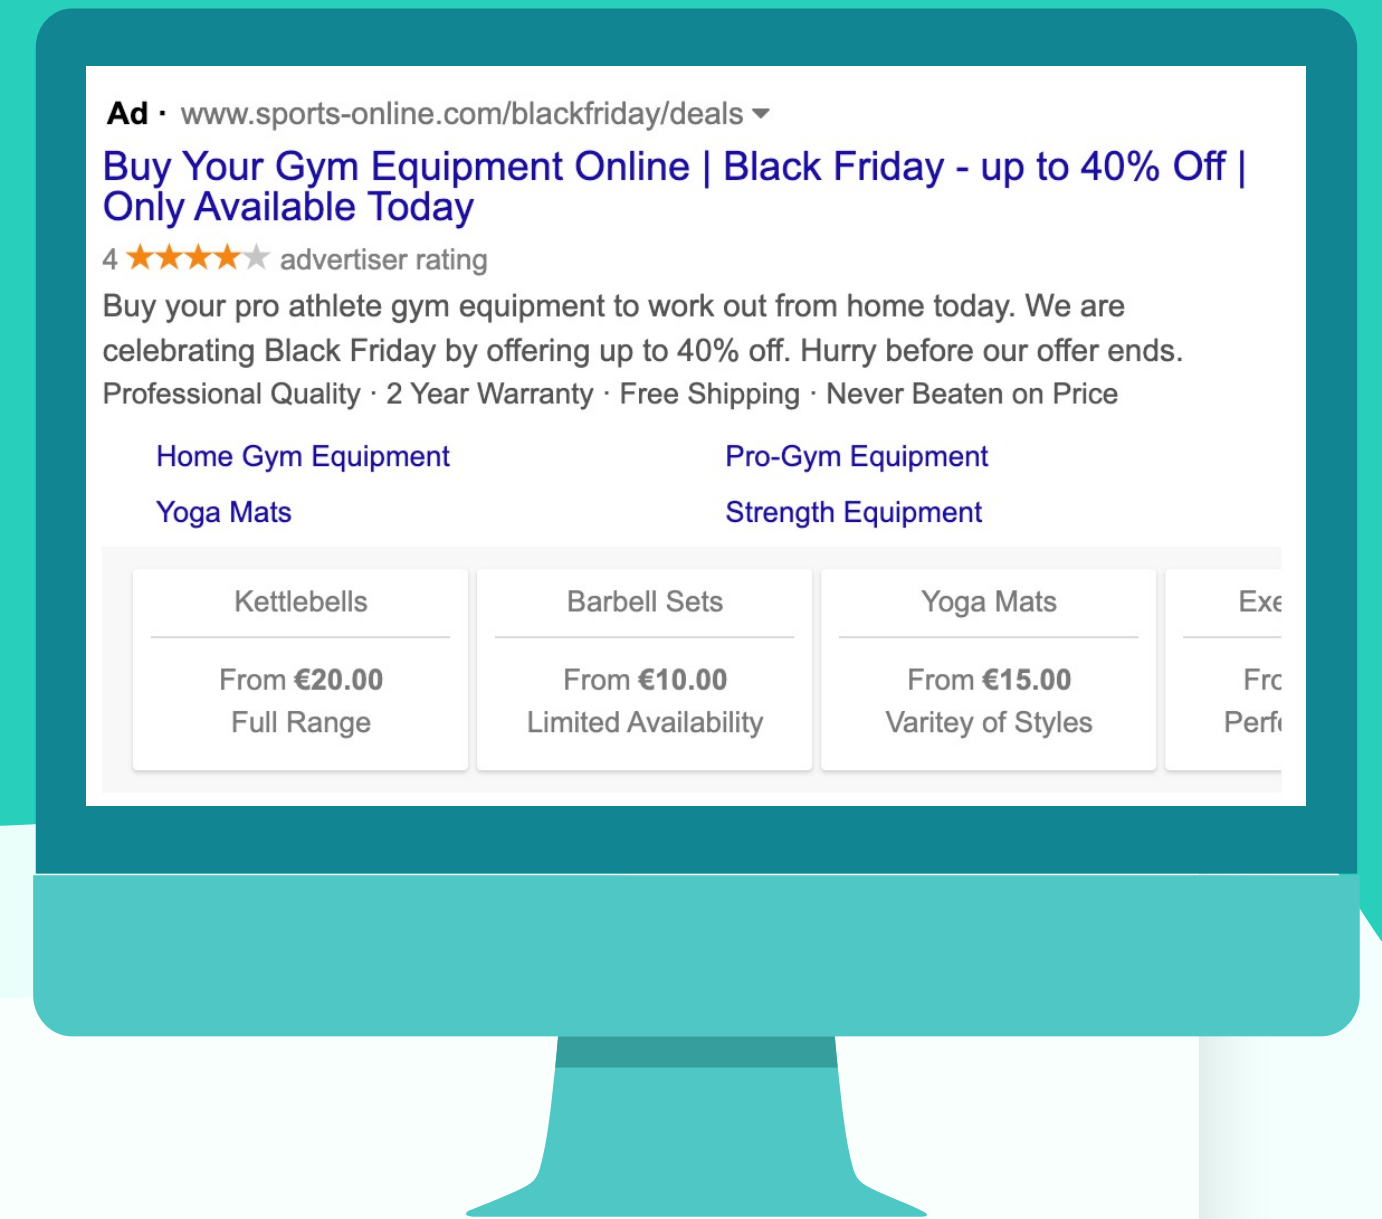 Ad · www.sports-online.com/blackfriday/deals
Buy Your Gym Equipment Online | Black Friday - up to 40% Off |
Only Available Today
4 ★★★★★ advertiser rating
Buy your pro athlete gym equipment to work out from home today. We are
celebrating Black Friday by offering up to 40% off. Hurry before our offer ends.
Professional Quality · 2 Year Warranty · Free Shipping · Never Beaten on Price
Home Gym Equipment
Pro-Gym Equipment
Yoga Mats
Strength Equipment
Kettlebells
From €20.00
Full Range
Barbell Sets
From €10.00
Limited Availability
Yoga Mats
From €15.00
Varitey of Styles